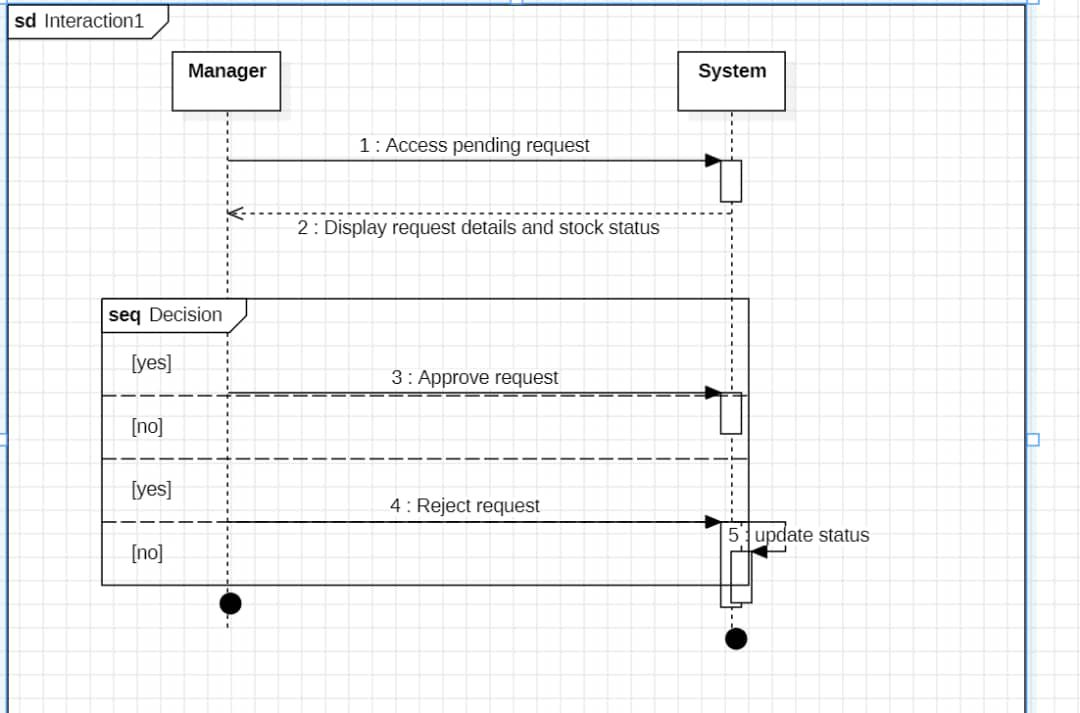 sd Interaction1
Manager
System
1 : Access pending request
2 : Display request details and stock status
seq Decision
[yes]
3 : Approve request
[no]
[yes]
4 : Reject request
5 : update status
[no]